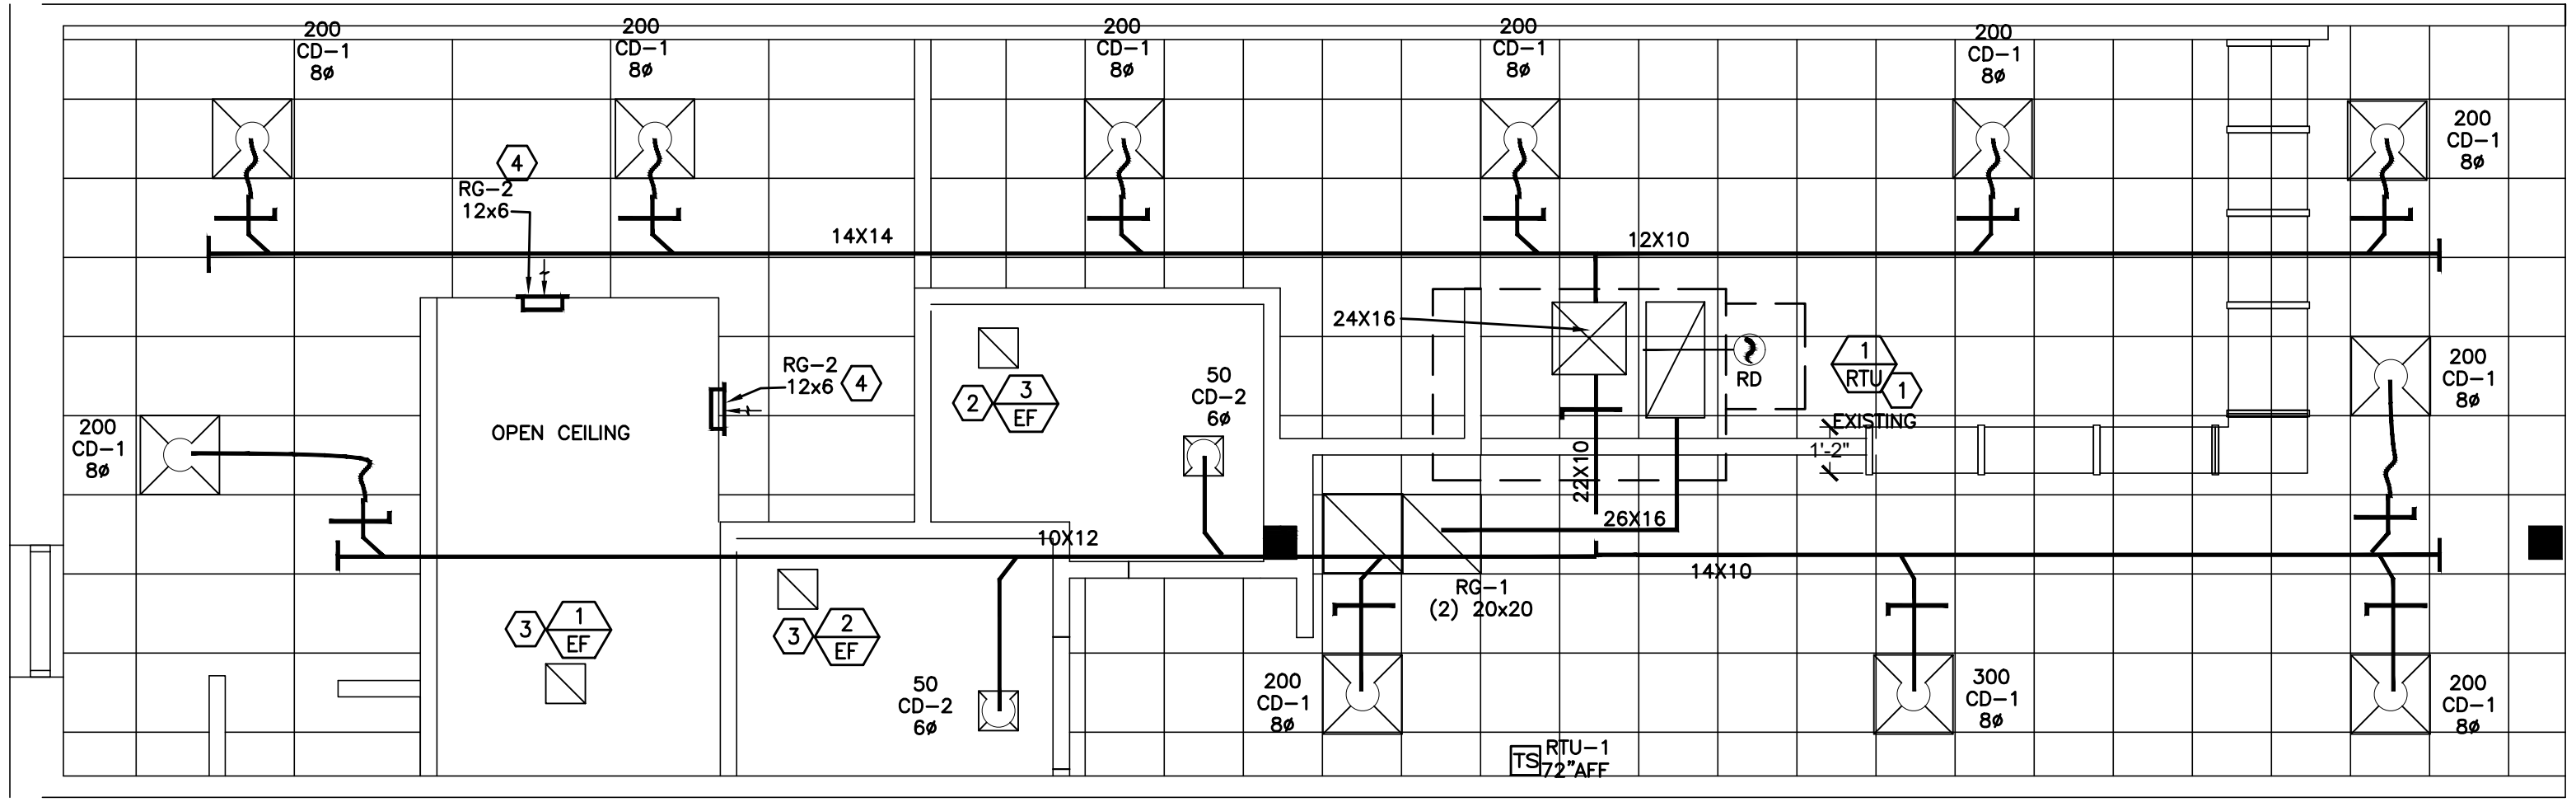 200
CD-1
8ø
200
CD-1
8ø
200
CD-1
8ø
200
CD-1
8ø
200
CD-1
8ø
200
CD-1
8ø
4
RG-2
12x6
14X14
12X10
24X16
RD
1
RTU
1
EXISTING
1'-2"
200
CD-1
8ø
RG-2
12x6
4
3
EF
2
50
CD-2
6ø
OPEN CEILING
200
CD-1
8ø
22X10
26X16
10X12
14X10
RG-1
(2) 20x20
3
1
EF
3
2
EF
50
CD-2
6ø
200
CD-1
8ø
300
CD-1
8ø
200
CD-1
8ø
TS
RTU-1
72"AFF